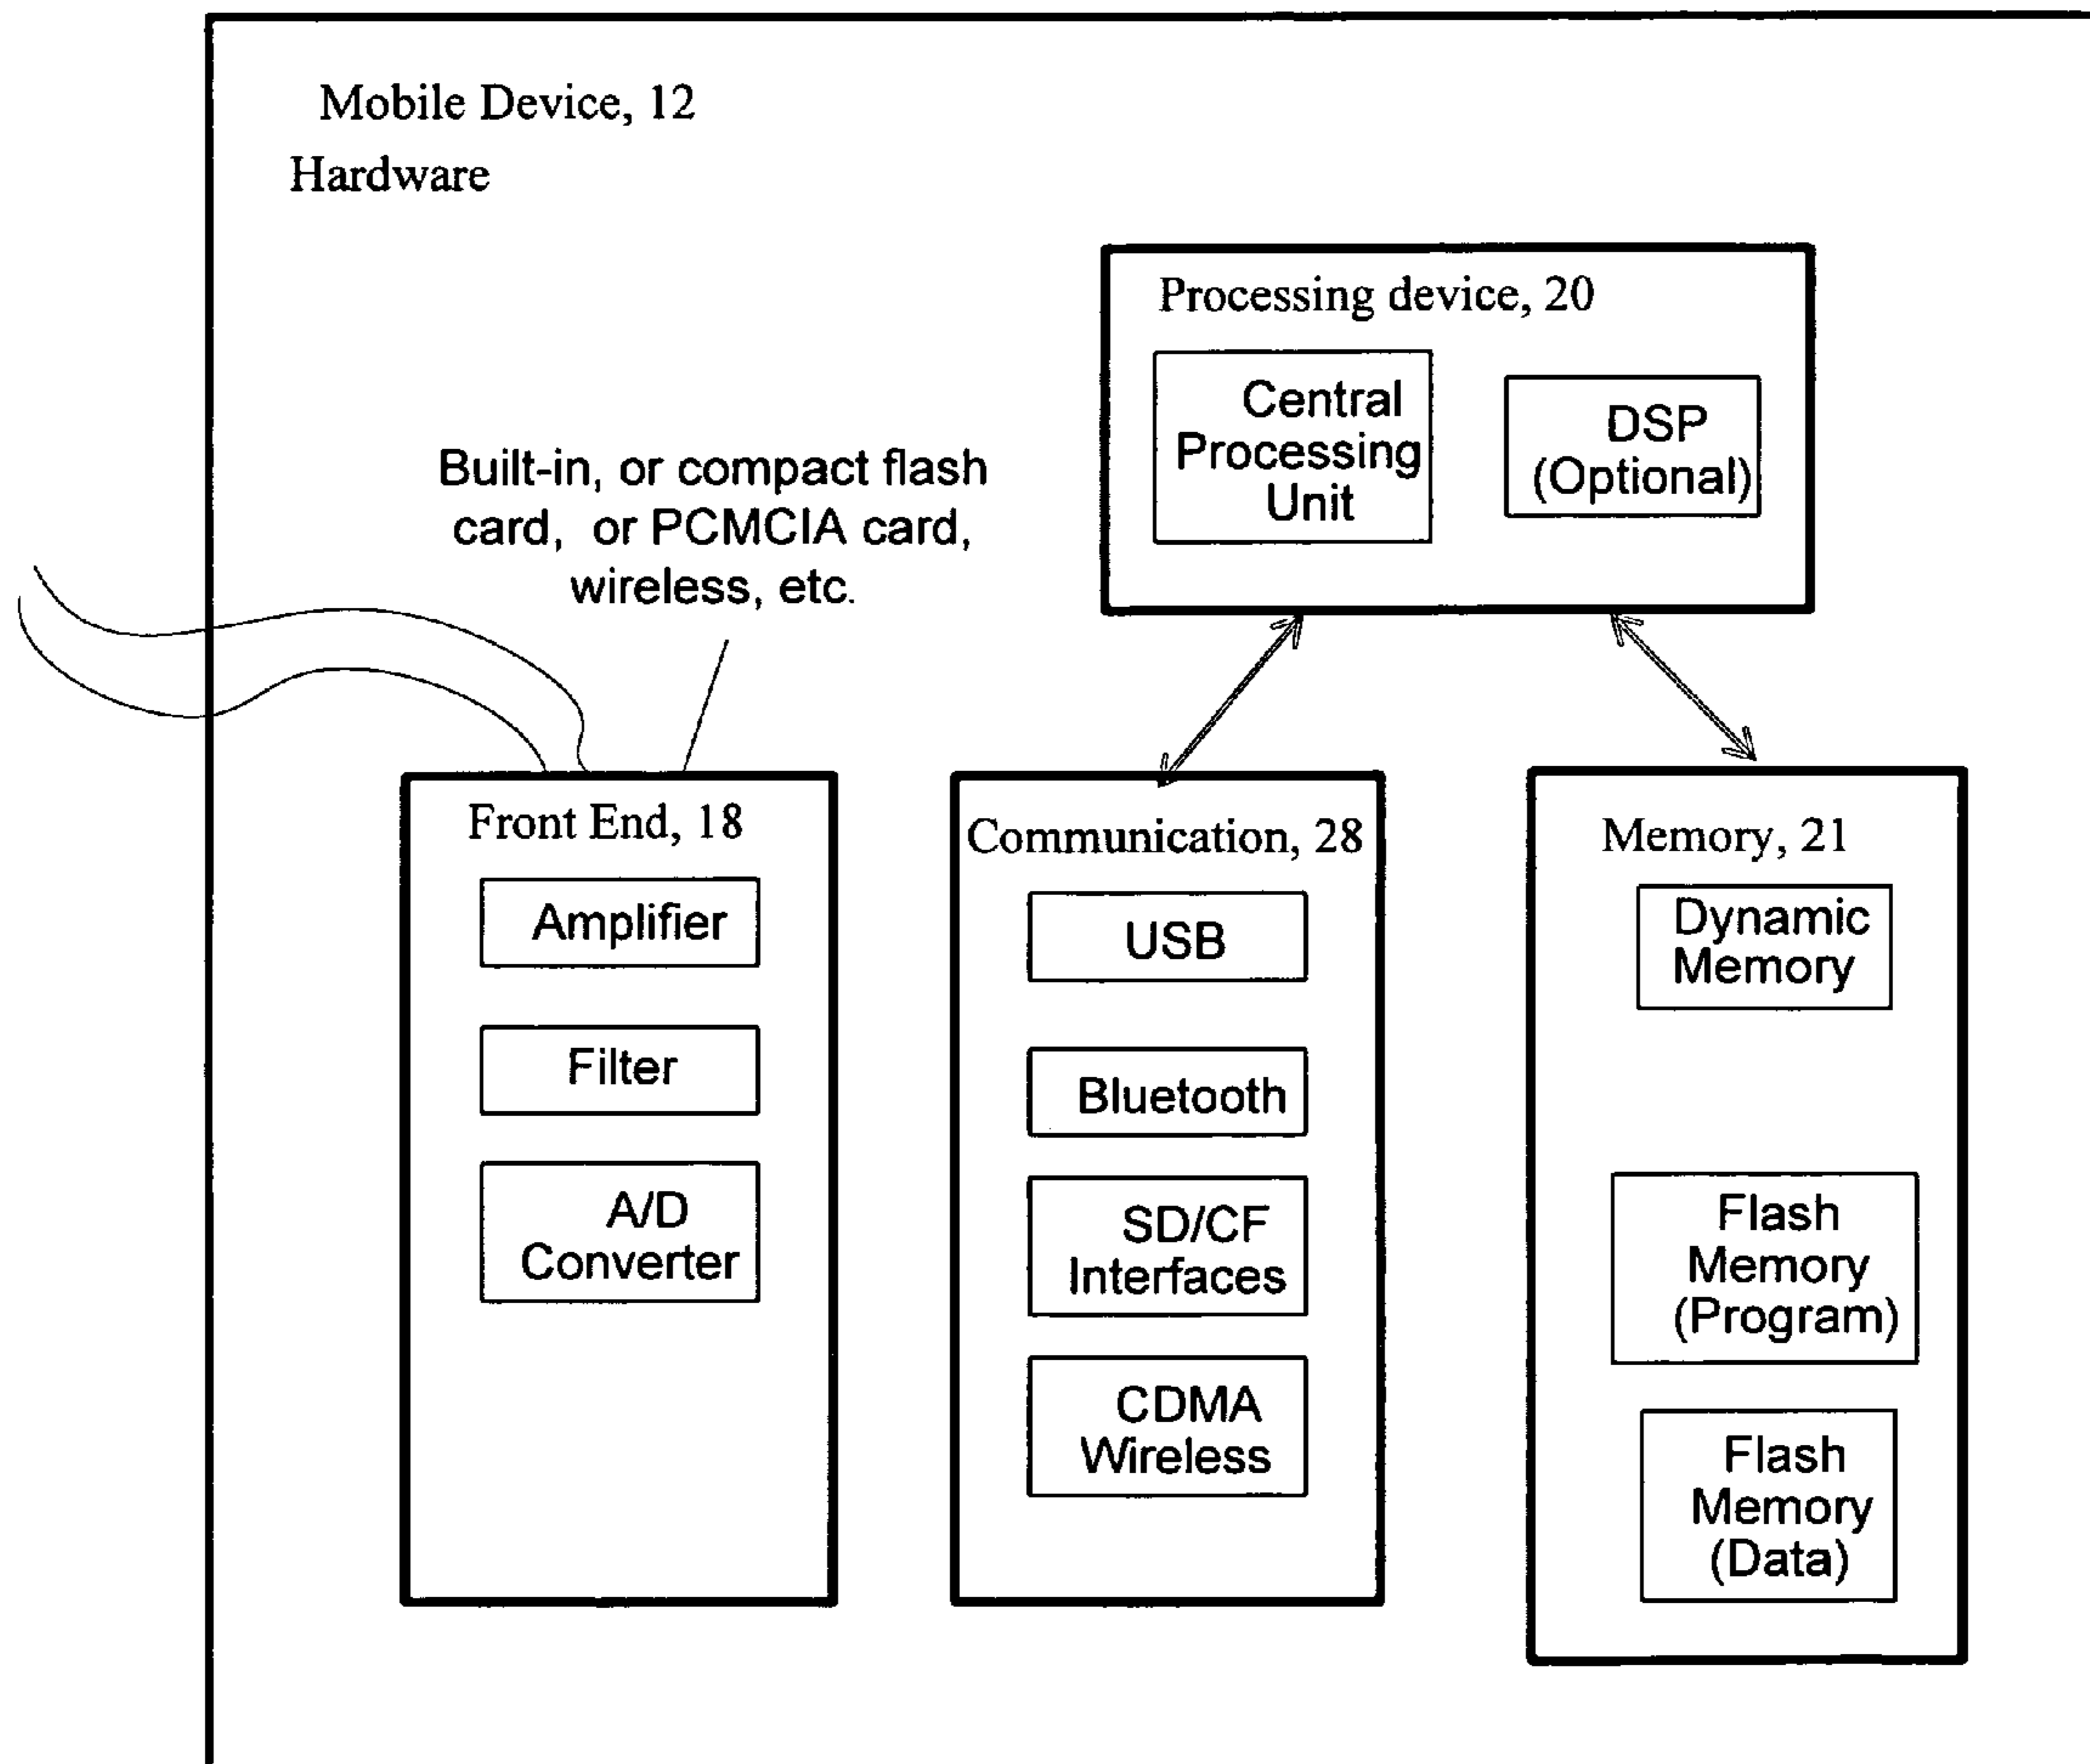 Mobile Device, 12
Hardware
Processing device, 20
Central
Processing
Unit
DSP
(Optional)
Built-in, or compact flash
card, or PCMCIA card,
wireless, etc.
Front End, 18
Amplifier
Filter
A/D
Converter
Communication, 28
USB
Bluetooth
SD/CF
Interfaces
CDMA
Wireless
Memory, 21
Dynamic
Memory
Flash
Memory
(Program)
Flash
Memory
(Data)